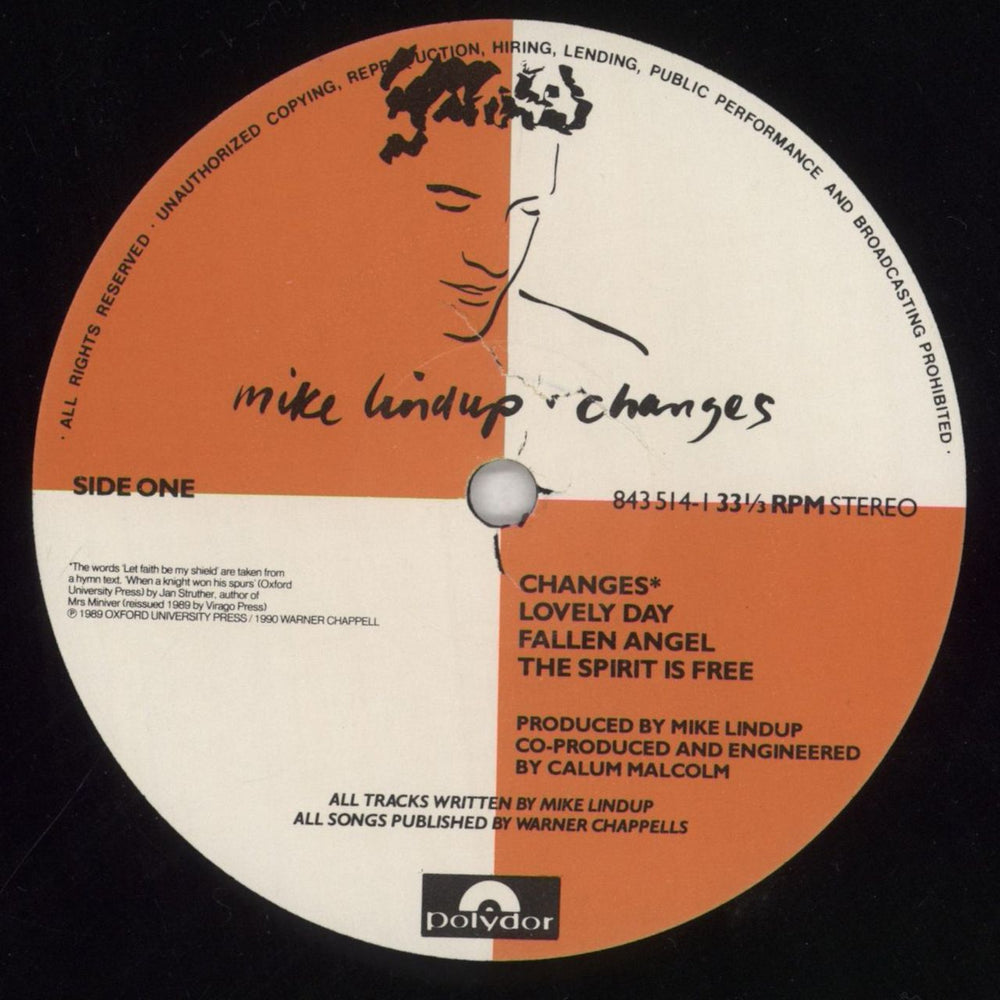 · ALL RIGHTS RESERVED · UNAUTHORIZED COPYING, REPRODUCTION, HIRING, LENDING, PUBLIC PERFORMANCE AND BROADCASTING PROHIBITED ·
mike lindup · changes
SIDE ONE
843 514-1 33⅓ RPM STEREO
*The words 'Let faith be my shield' are taken from
a hymn text. 'When a knight won his spurs' (Oxford
University Press) by Jan Struther, author of
Mrs Miniver (reissued 1989 by Virago Press)
℗ 1989 OXFORD UNIVERSITY PRESS / 1990 WARNER CHAPPELL
CHANGES*
LOVELY DAY
FALLEN ANGEL
THE SPIRIT IS FREE
PRODUCED BY MIKE LINDUP
CO-PRODUCED AND ENGINEERED
BY CALUM MALCOLM
ALL TRACKS WRITTEN BY MIKE LINDUP
ALL SONGS PUBLISHED BY WARNER CHAPPELLS
polydor